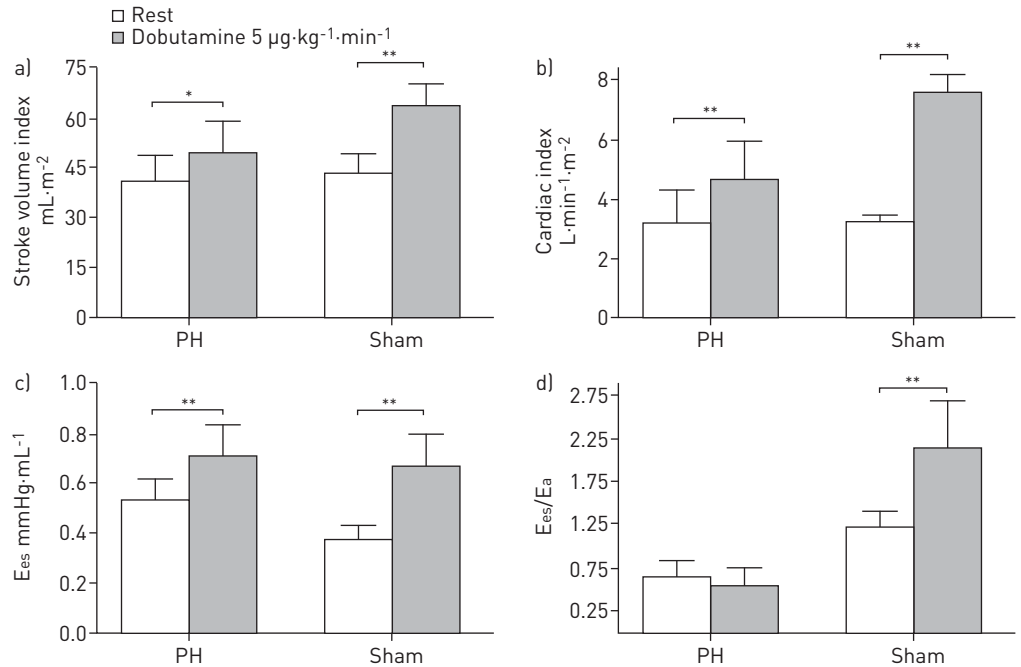 Rest
Dobutamine 5 µg·kg⁻¹·min⁻¹
a)
Stroke volume index
mL·m⁻²
75
60
45
30
15
0
*
**
PH
Sham
b)
Cardiac index
L·min⁻¹·m⁻²
8
6
4
2
0
**
**
PH
Sham
c)
Ees mmHg·mL⁻¹
1.0
0.8
0.6
0.4
0.2
0.0
**
**
PH
Sham
d)
Ees/Ea
2.75
2.25
1.75
1.25
0.75
0.25
**
PH
Sham